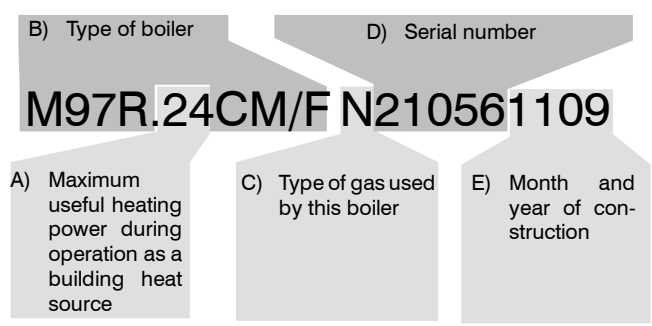 B) Type of boiler
D) Serial number
M97R.24CM/F N210561109
A) Maximum
useful heating
power during
operation as a
building heat
source
C) Type of gas used
by this boiler
E) Month and
year of con-
struction